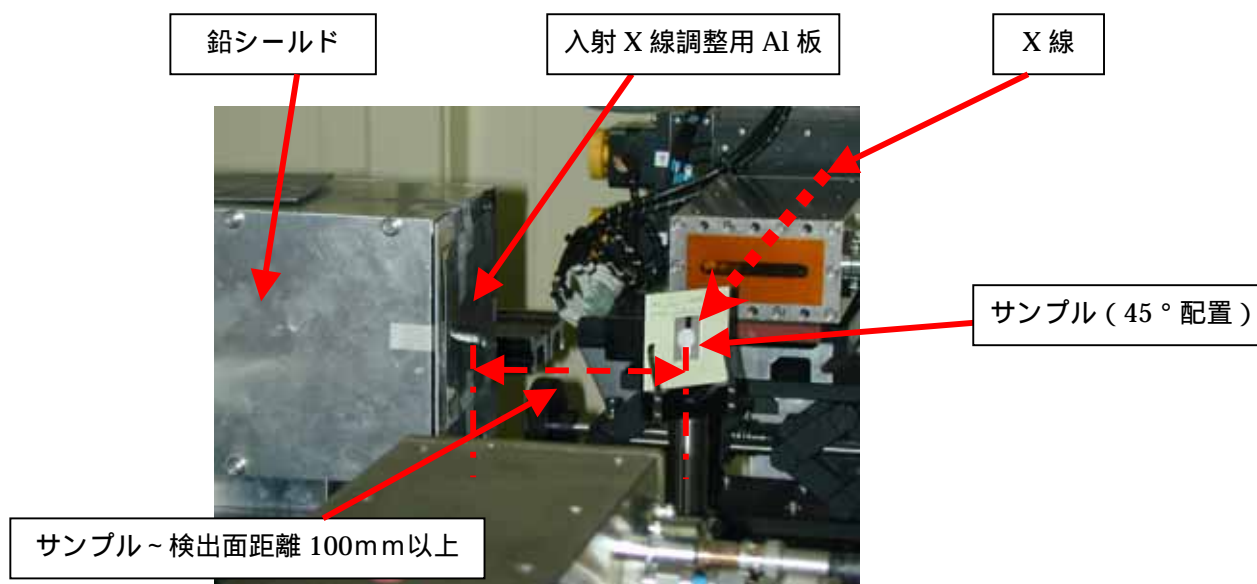 鉛シールド
入射 X 線調整用 Al 板
X 線
サンプル（45°配置）
サンプル～検出面距離 100mm以上